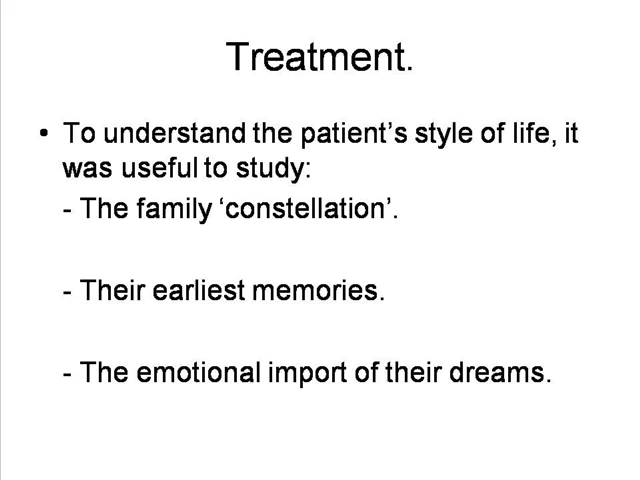 Treatment.
• To understand the patient's style of life, it
was useful to study:
- The family ‘constellation’.
- Their earliest memories.
- The emotional import of their dreams.